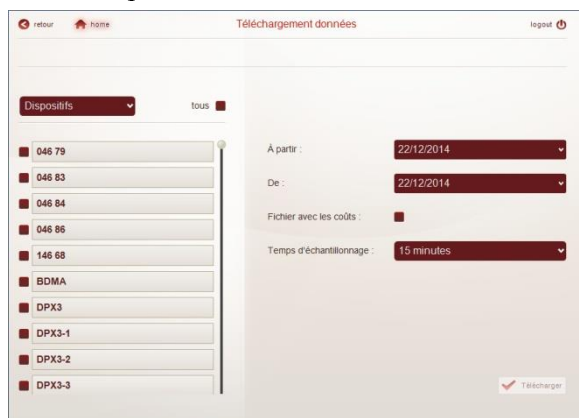 retour home Téléchargement données logout
Dispositifs tous
046 79
046 83
046 84
046 86
146 68
BDMA
DPX3
DPX3-1
DPX3-2
DPX3-3
À partir : 22/12/2014
De : 22/12/2014
Fichier avec les coûts :
Temps d'échantillonnage : 15 minutes
Télécharger